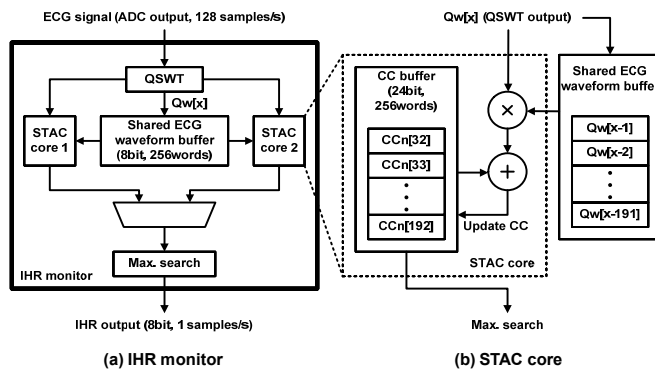 ECG signal (ADC output, 128 samples/s)
QSWT
Qw[x]
STAC
core 1
Shared ECG
waveform buffer
(8bit, 256words)
STAC
core 2
Max. search
IHR monitor
IHR output (8bit, 1 samples/s)
(a) IHR monitor
Qw[x] (QSWT output)
CC buffer
(24bit,
256words)
CCn[32]
CCn[33]
CCn[192]
×
+
Update CC
STAC core
Shared ECG
waveform buffer
Qw[x-1]
Qw[x-2]
Qw[x-191]
Max. search
(b) STAC core